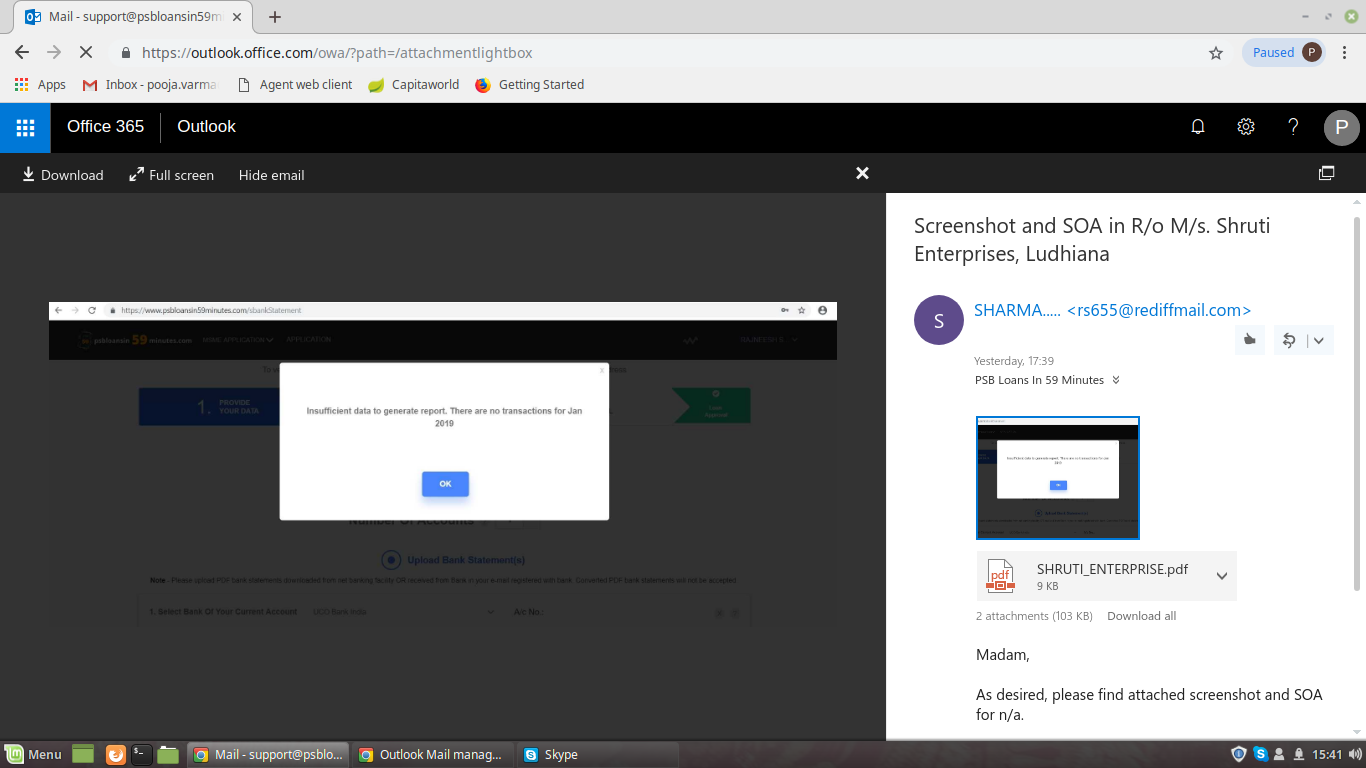 Mail - support@psbloansin59m
https://outlook.office.com/owa/?path=/attachmentlightbox
Paused
P
Apps
Inbox - pooja.varma
Agent web client
Capitaworld
Getting Started
Office 365
Outlook
P
Download
Full screen
Hide email
Screenshot and SOA in R/o M/s. Shruti
Enterprises, Ludhiana
S
SHARMA..... <rs655@rediffmail.com>
Yesterday, 17:39
PSB Loans In 59 Minutes
https://www.psbloansin59minutes.com/sbankStatement
psbloansin 59 minutes.com
APPLICATION
1. PROVIDE
YOUR DATA
x
Insufficient data to generate report. There are no transactions for Jan
2019
OK
Number Of Accounts
Upload Bank Statement(s)
Note - Please upload PDF bank statements downloaded from net banking facility OR received from bank in your e-mail registered with bank. Converted PDF bank statements will not be accepted
1. Select Bank Of Your Current Account
UCO Bank India
A/c No.:
pdf
SHRUTI_ENTERPRISE.pdf
9 KB
2 attachments (103 KB)
Download all
Madam,
As desired, please find attached screenshot and SOA
for n/a.
Menu
Mail - support@psblo...
Outlook Mail manag...
Skype
15:41